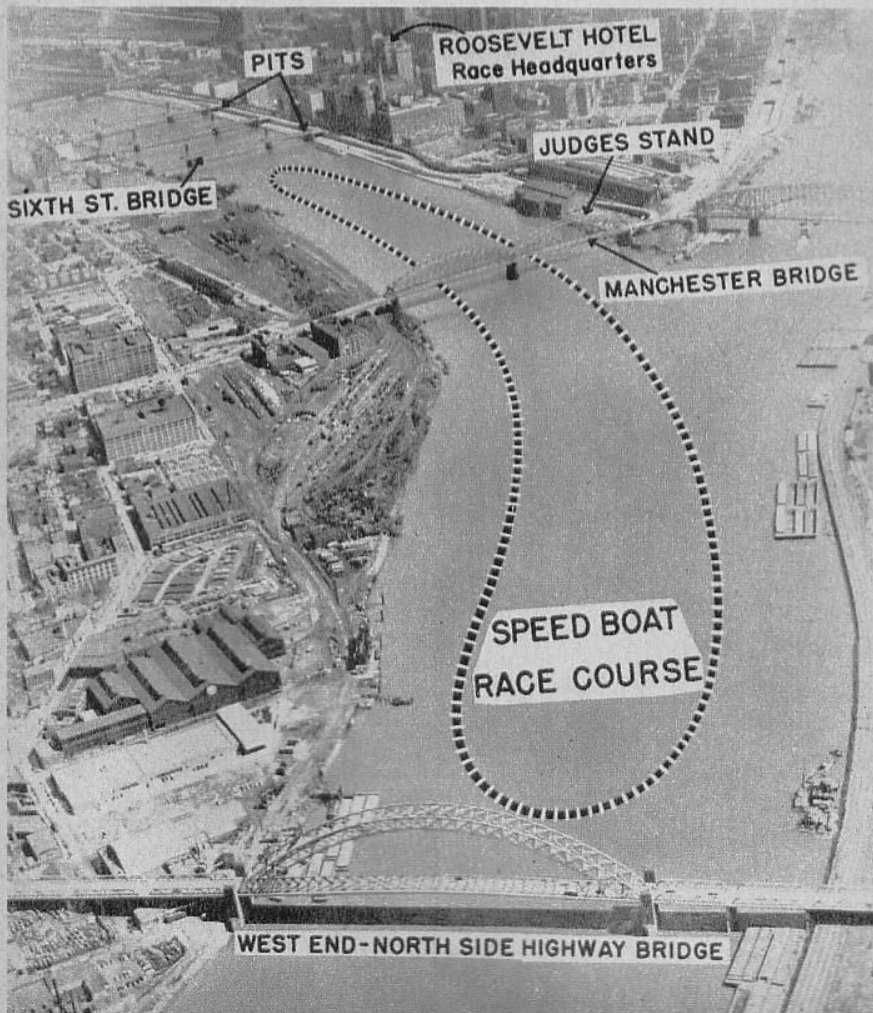 ROOSEVELT HOTEL
Race Headquarters
PITS
JUDGES STAND
SIXTH ST. BRIDGE
MANCHESTER BRIDGE
SPEED BOAT
RACE COURSE
WEST END-NORTH SIDE HIGHWAY BRIDGE